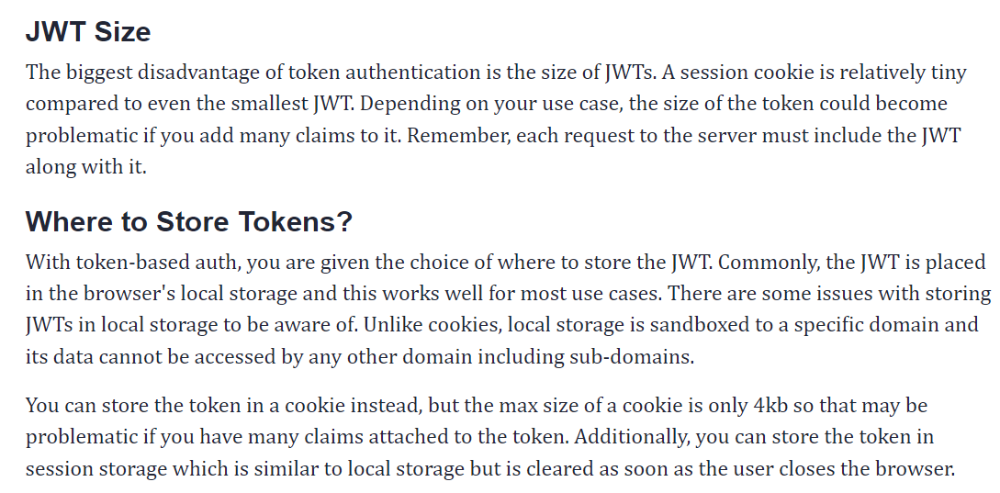 JWT Size
The biggest disadvantage of token authentication is the size of JWTs. A session cookie is relatively tiny
compared to even the smallest JWT. Depending on your use case, the size of the token could become
problematic if you add many claims to it. Remember, each request to the server must include the JWT
along with it.
Where to Store Tokens?
With token-based auth, you are given the choice of where to store the JWT. Commonly, the JWT is placed
in the browser's local storage and this works well for most use cases. There are some issues with storing
JWTs in local storage to be aware of. Unlike cookies, local storage is sandboxed to a specific domain and
its data cannot be accessed by any other domain including sub-domains.
You can store the token in a cookie instead, but the max size of a cookie is only 4kb so that may be
problematic if you have many claims attached to the token. Additionally, you can store the token in
session storage which is similar to local storage but is cleared as soon as the user closes the browser.